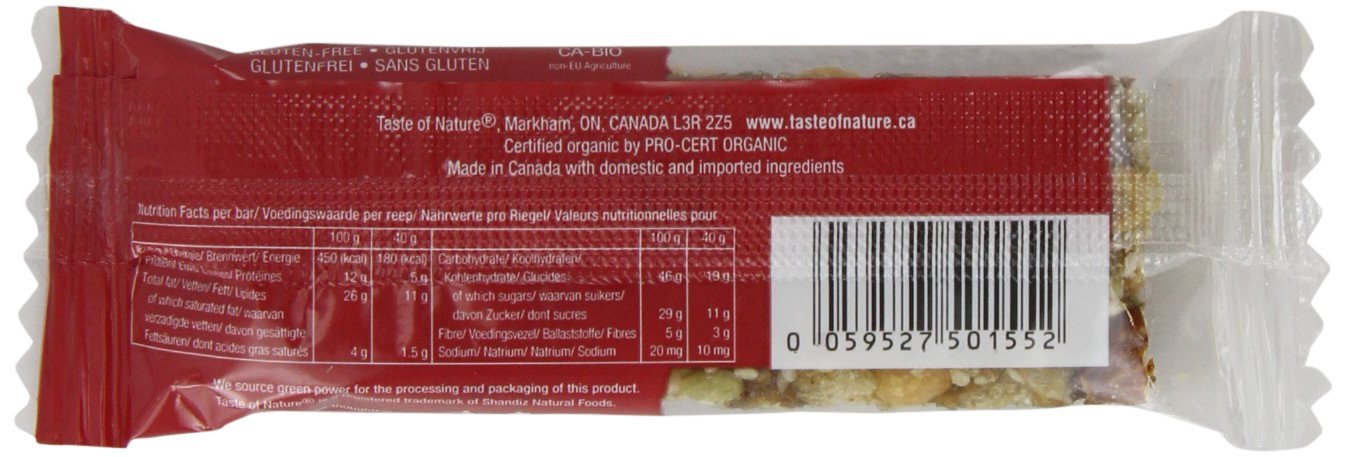 GLUTEN-FREE • GLUTENVRIJ
GLUTENFREI • SANS GLUTEN
CA-BIO
non-EU Agriculture
Taste of Nature®, Markham, ON, CANADA L3R 2Z5 www.tasteofnature.ca
Certified organic by PRO-CERT ORGANIC
Made in Canada with domestic and imported ingredients
Nutrition Facts per bar/ Voedingswaarde per reep/ Nährwerte pro Riegel/ Valeurs nutritionnelles pour
100 g 40 g
Brennwert/ Energie 450 (kcal) 180 (kcal)
Protéines 12 g 5 g
Total fat/ Vetten/ Fett/ Lipides 26 g 11 g
of which saturated fat/ waarvan
verzadigde vetten/ davon gesättigte
Fettsäuren/ dont acides gras saturés 4 g 1.5 g
100 g 40 g
Carbohydrate/ Koolhydraten/
Kohlenhydrate/ Glucides 46 g 19 g
of which sugars/ waarvan suikers/
davon Zucker/ dont sucres 29 g 11 g
Fibre/ Voedingsvezel/ Ballaststoffe/ Fibres 5 g 3 g
Sodium/ Natrium/ Natrium/ Sodium 20 mg 10 mg
0 059527 501552
We source green power for the processing and packaging of this product.
Taste of Nature® trademark of Shandiz Natural Foods.